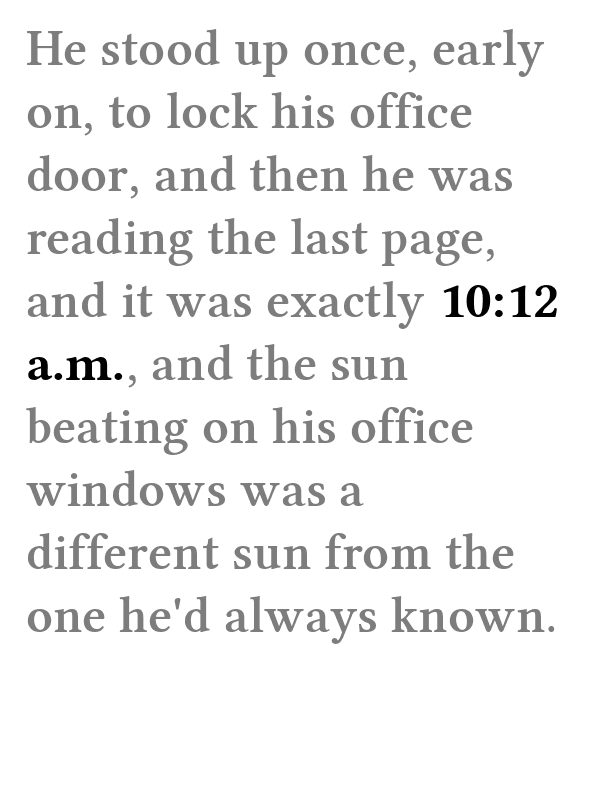 He stood up once, early
on, to lock his office
door, and then he was
reading the last page,
and it was exactly 10:12
a.m., and the sun
beating on his office
windows was a
different sun from the
one he'd always known.